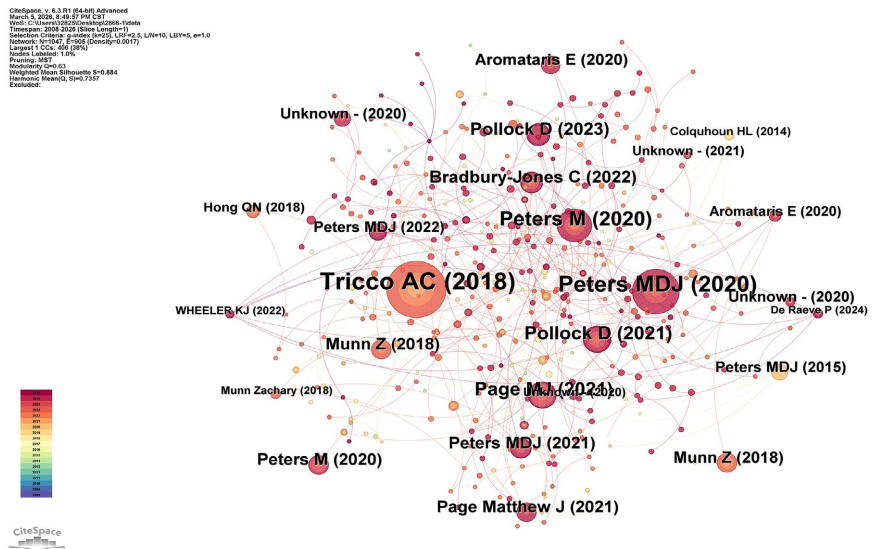 CiteSpace, v. 6.3.R1 (64-bit) Advanced
March 5, 2026, 8:49:57 PM CST
WoS: C:\Users\32825\Desktop\2866-1\data
Timespan: 2008-2026 (Slice Length=1)
Selection Criteria: g-index (k=25), LRF=2.5, L/N=10, LBY=5, e=1.0
Network: N=1047, E=905 (Density=0.0017)
Largest 1 CCs: 406 (38%)
Nodes Labeled: 1.0%
Pruning: MST
Modularity Q=0.63
Weighted Mean Silhouette S=0.884
Harmonic Mean(Q, S)=0.7357
Excluded:
Aromataris E (2020)
Unknown - (2020)
Pollock D (2023)
Colquhoun HL (2014)
Unknown - (2021)
Bradbury-Jones C (2022)
Hong QN (2018)
Peters M (2020)
Aromataris E (2020)
Peters MDJ (2022)
Tricco AC (2018)
Peters MDJ (2020)
Unknown - (2020)
WHEELER KJ (2022)
De Raeve P (2024)
Pollock D (2021)
Munn Z (2018)
Peters MDJ (2015)
Munn Zachary (2018)
Page MJ (2021)
Unknown - (2020)
Peters MDJ (2021)
Peters M (2020)
Munn Z (2018)
Page Matthew J (2021)
CiteSpace